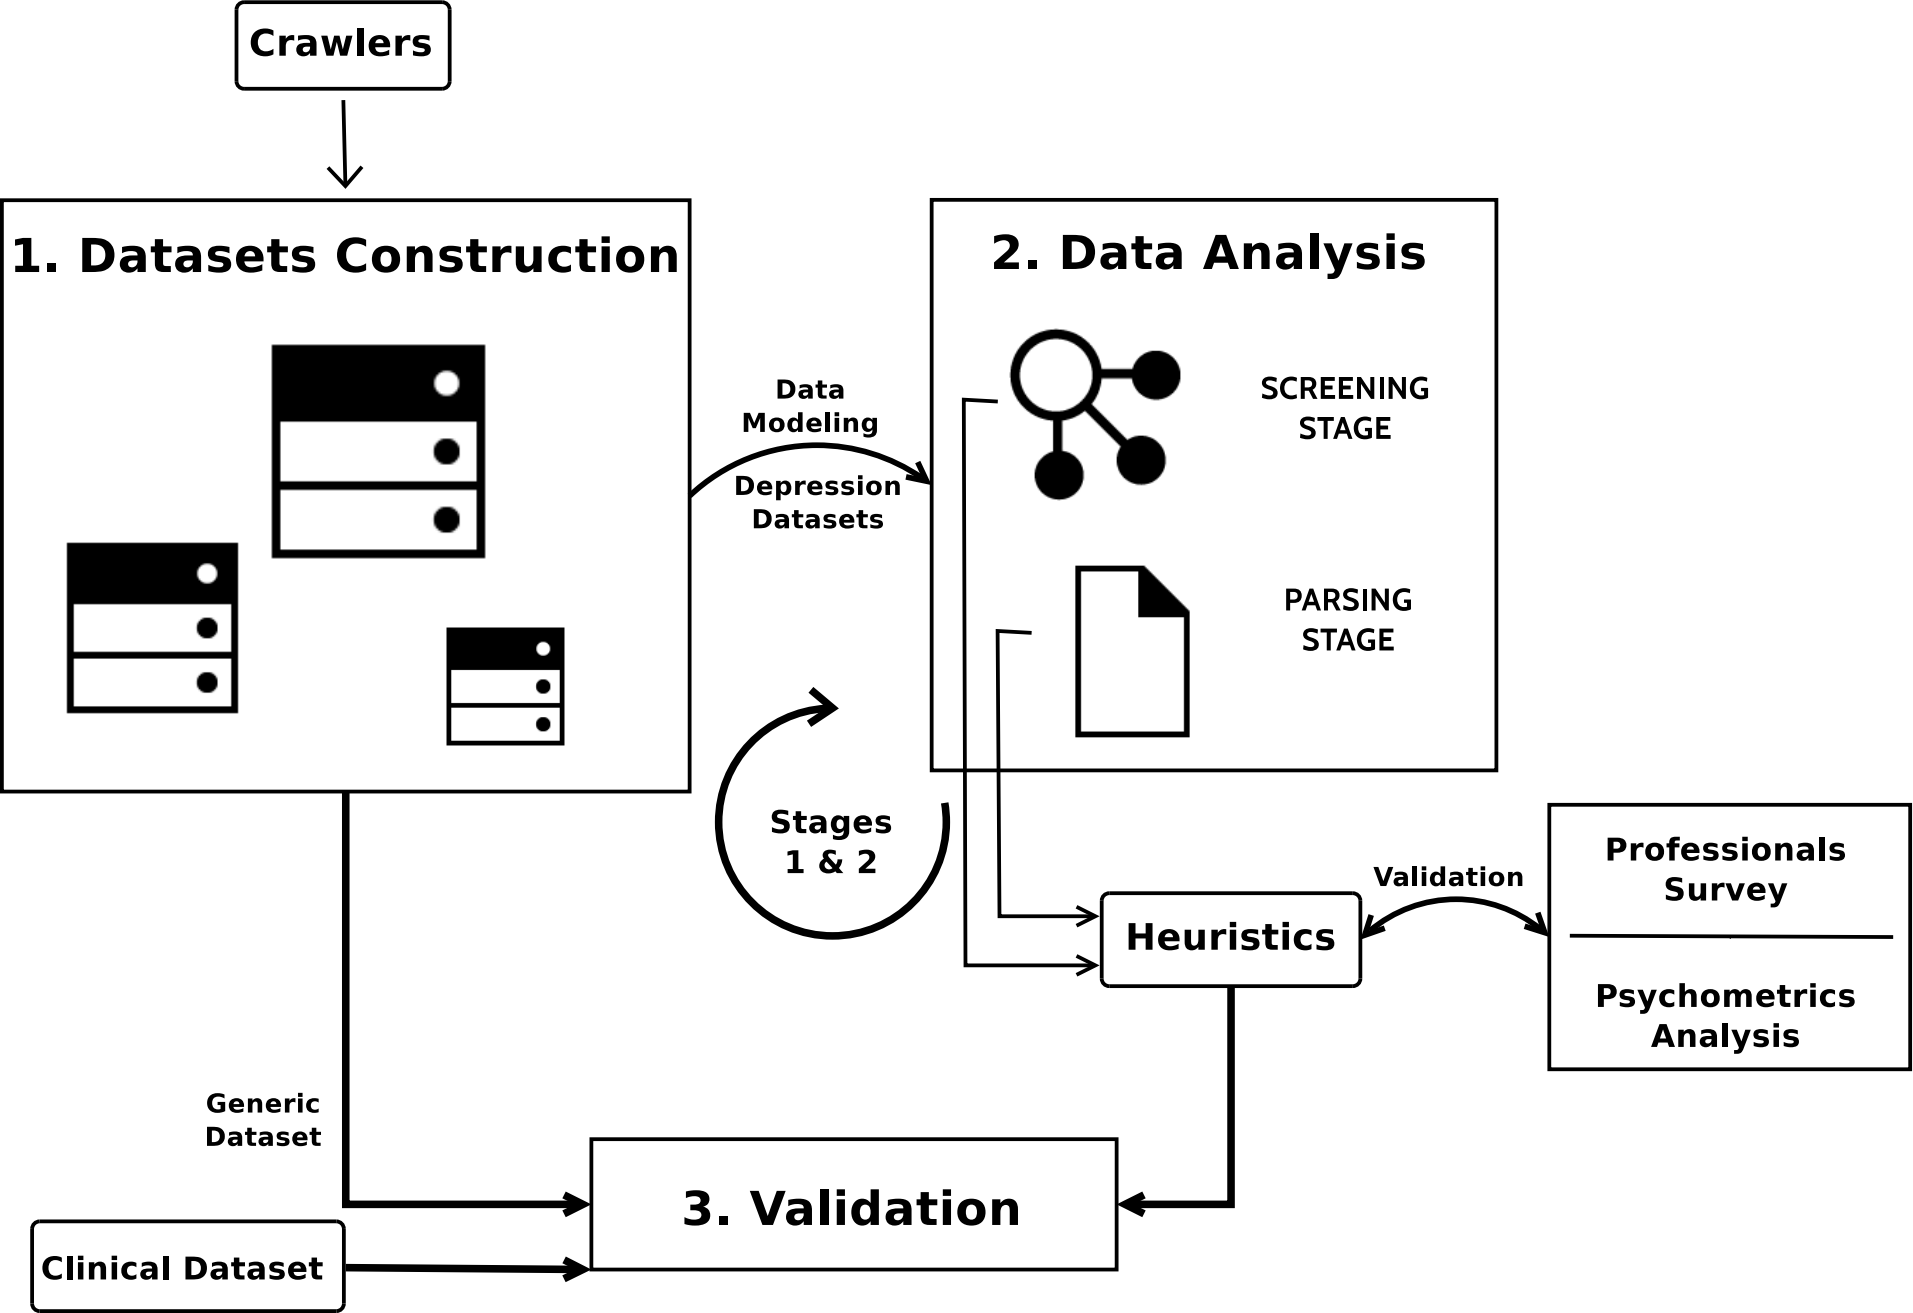 Crawlers
1. Datasets Construction
2. Data Analysis
SCREENING
STAGE
Data
Modeling
Depression
Datasets
PARSING
STAGE
Stages
1 & 2
Professionals
Survey
Validation
Heuristics
Psychometrics
Analysis
Generic
Dataset
3. Validation
Clinical Dataset